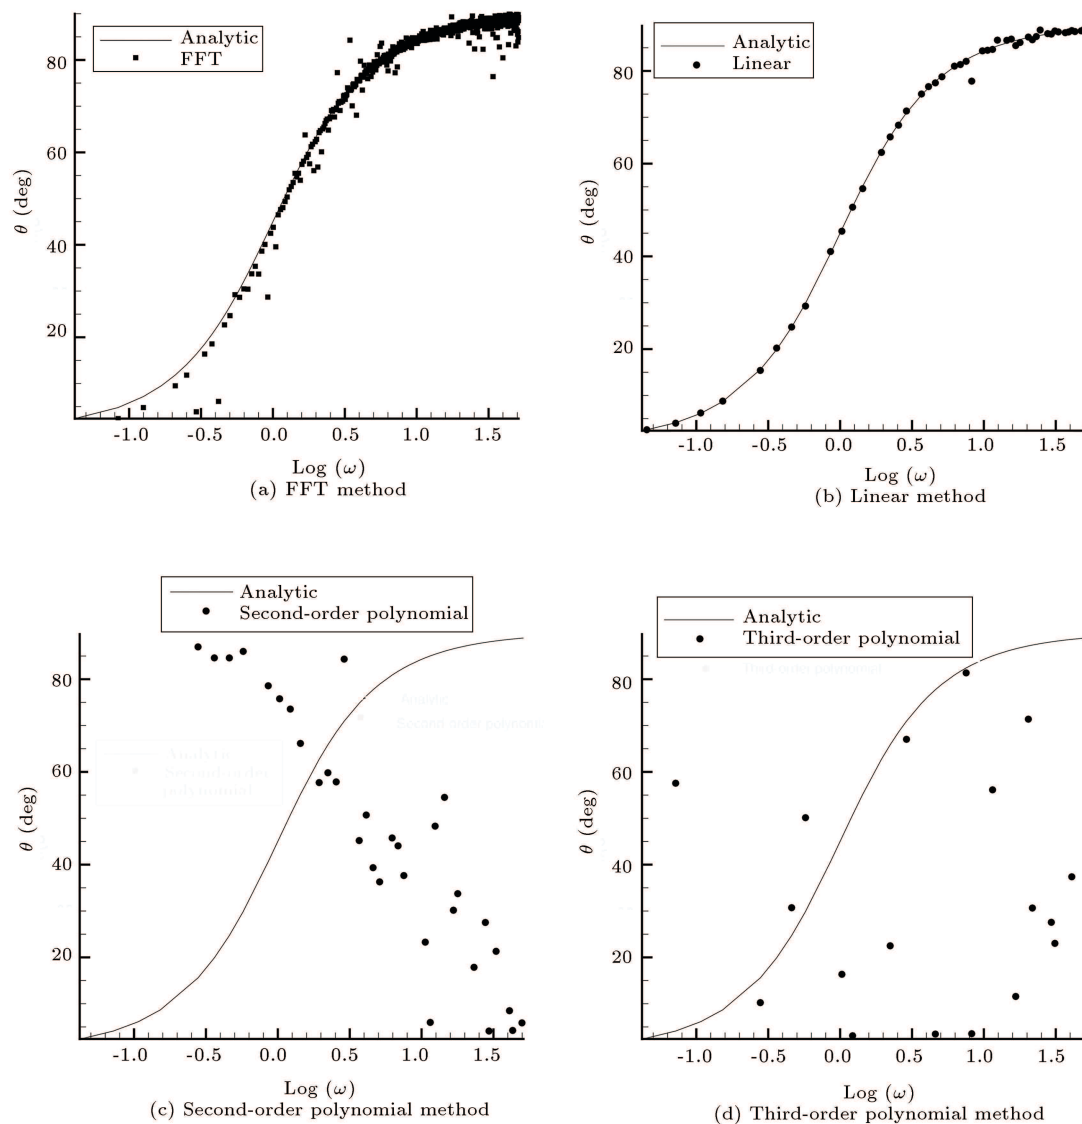 Analytic
FFT
80
60
40
20
θ (deg)
-1.0 -0.5 0.0 0.5 1.0 1.5
Log (ω)
(a) FFT method
Analytic
Linear
80
60
40
20
θ (deg)
-1.0 -0.5 0.0 0.5 1.0 1.5
Log (ω)
(b) Linear method
Analytic
Second-order polynomial
80
60
40
20
θ (deg)
-1.0 -0.5 0.0 0.5 1.0 1.5
Log (ω)
(c) Second-order polynomial method
Analytic
Third-order polynomial
80
60
40
20
θ (deg)
-1.0 -0.5 0.0 0.5 1.0 1.5
Log (ω)
(d) Third-order polynomial method